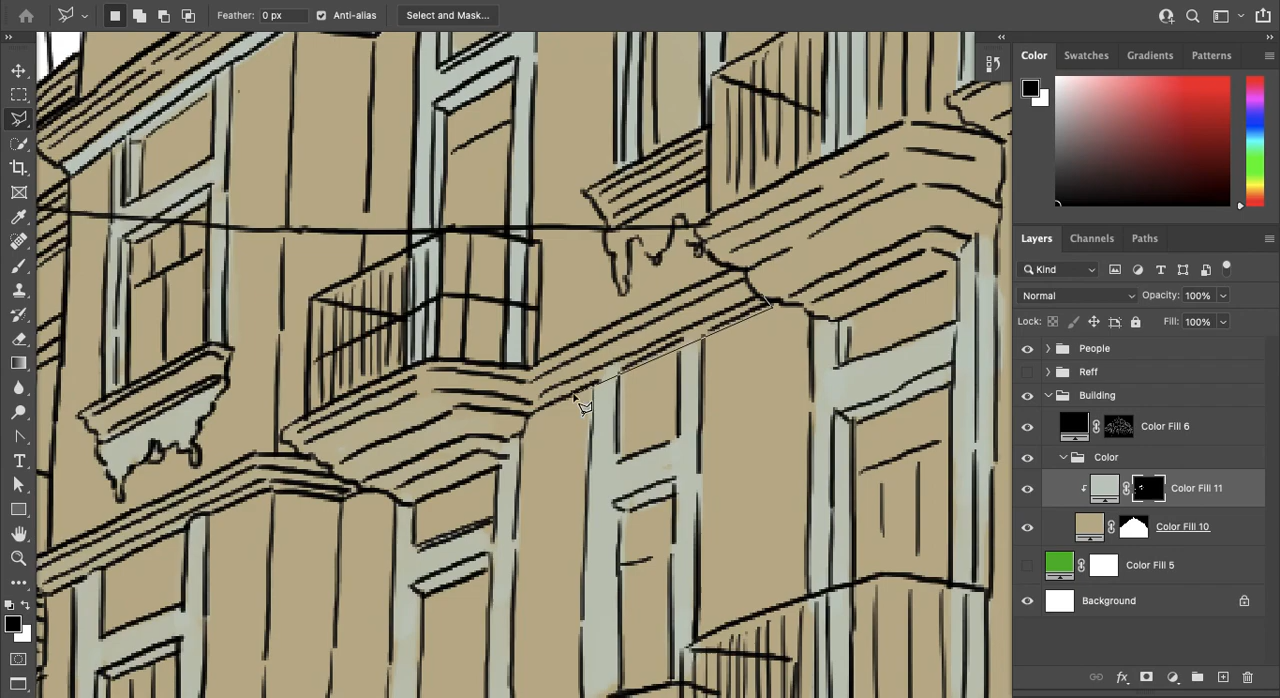 Feather: 0 px Anti-alias Select and Mask...
Color Swatches Gradients Patterns
Layers Channels Paths
Kind
Normal Opacity: 100%
Lock: Fill: 100%
People
Reff
Building
Color Fill 6
Color
Color Fill 11
Color Fill 10
Color Fill 5
Background